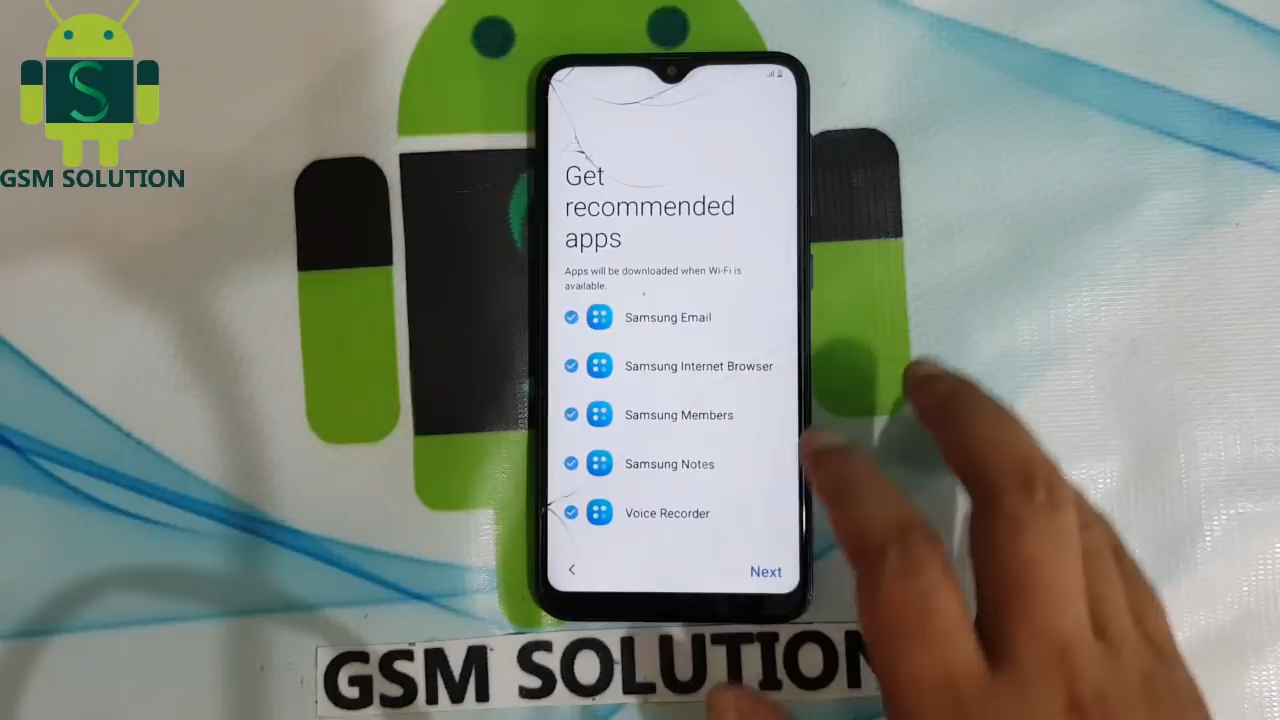 GSM SOLUTION
Get
recommended
apps
Apps will be downloaded when Wi-Fi is
available.
Samsung Email
Samsung Internet Browser
Samsung Members
Samsung Notes
Voice Recorder
Next
GSM SOLUTION